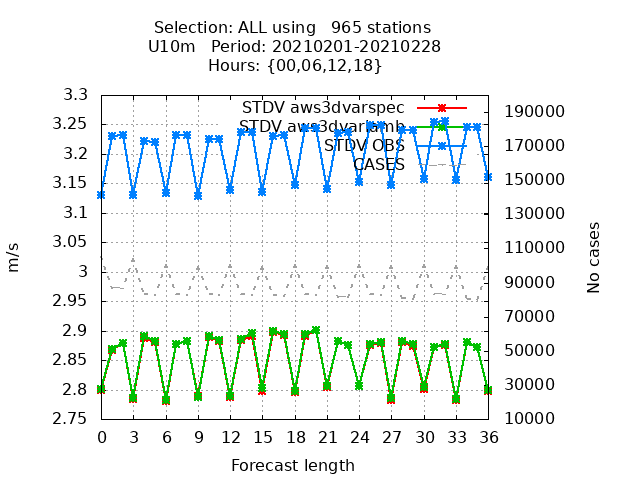 Selection: ALL using   965 stations
U10m   Period: 20210201-20210228
Hours: {00,06,12,18}
STDV aws3dvarspec
STDV aws3dvarlamb
STDV OBS
CASES
3.3
3.25
3.2
3.15
3.1
3.05
3
2.95
2.9
2.85
2.8
2.75
m/s
190000
170000
150000
130000
110000
90000
70000
50000
30000
10000
No cases
0 3 6 9 12 15 18 21 24 27 30 33 36
Forecast length